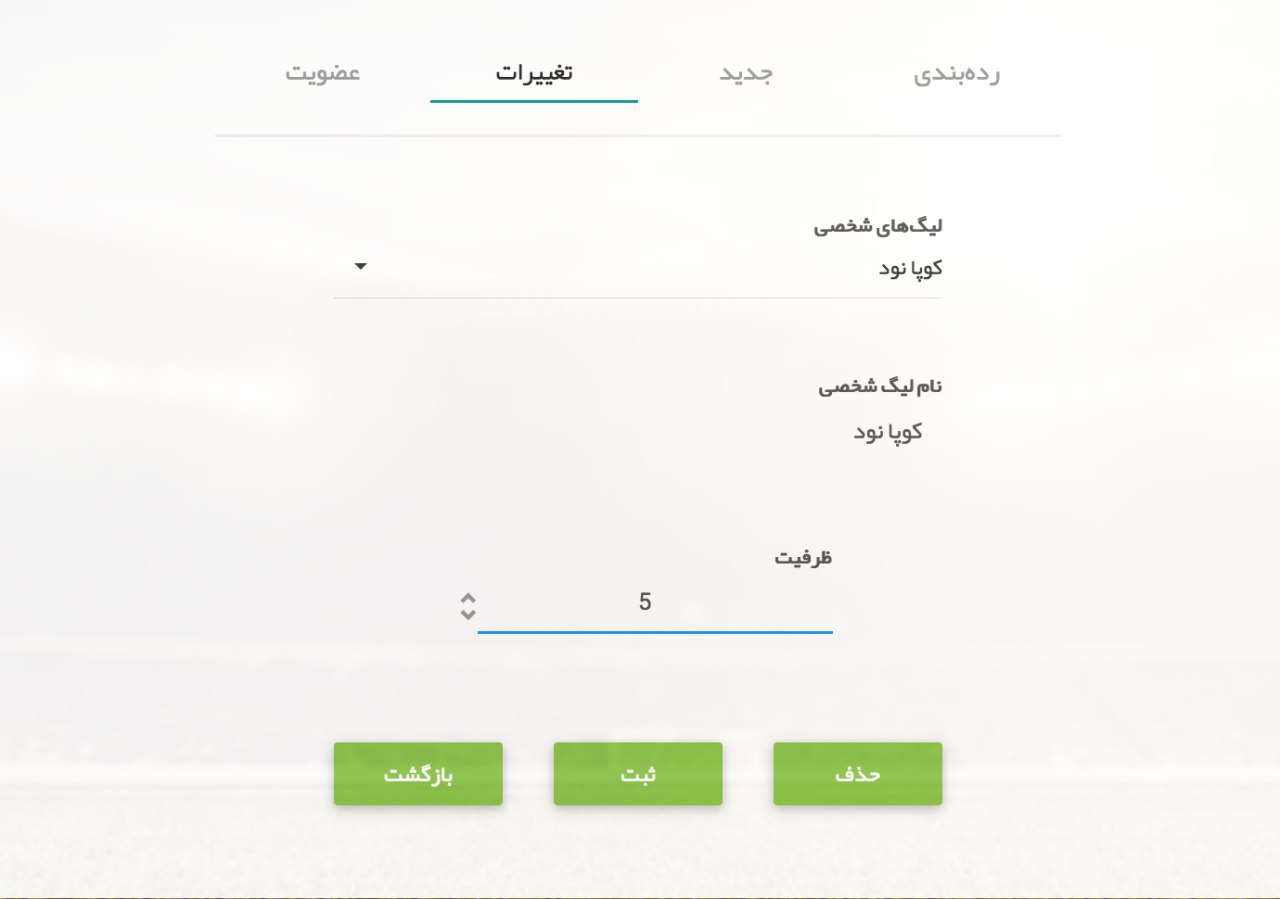 رده‌بندی جدید تغییرات عضویت
لیگ‌های شخصی
کوپا نود
نام لیگ شخصی
کوپا نود
ظرفیت
5
حذف ثبت بازگشت